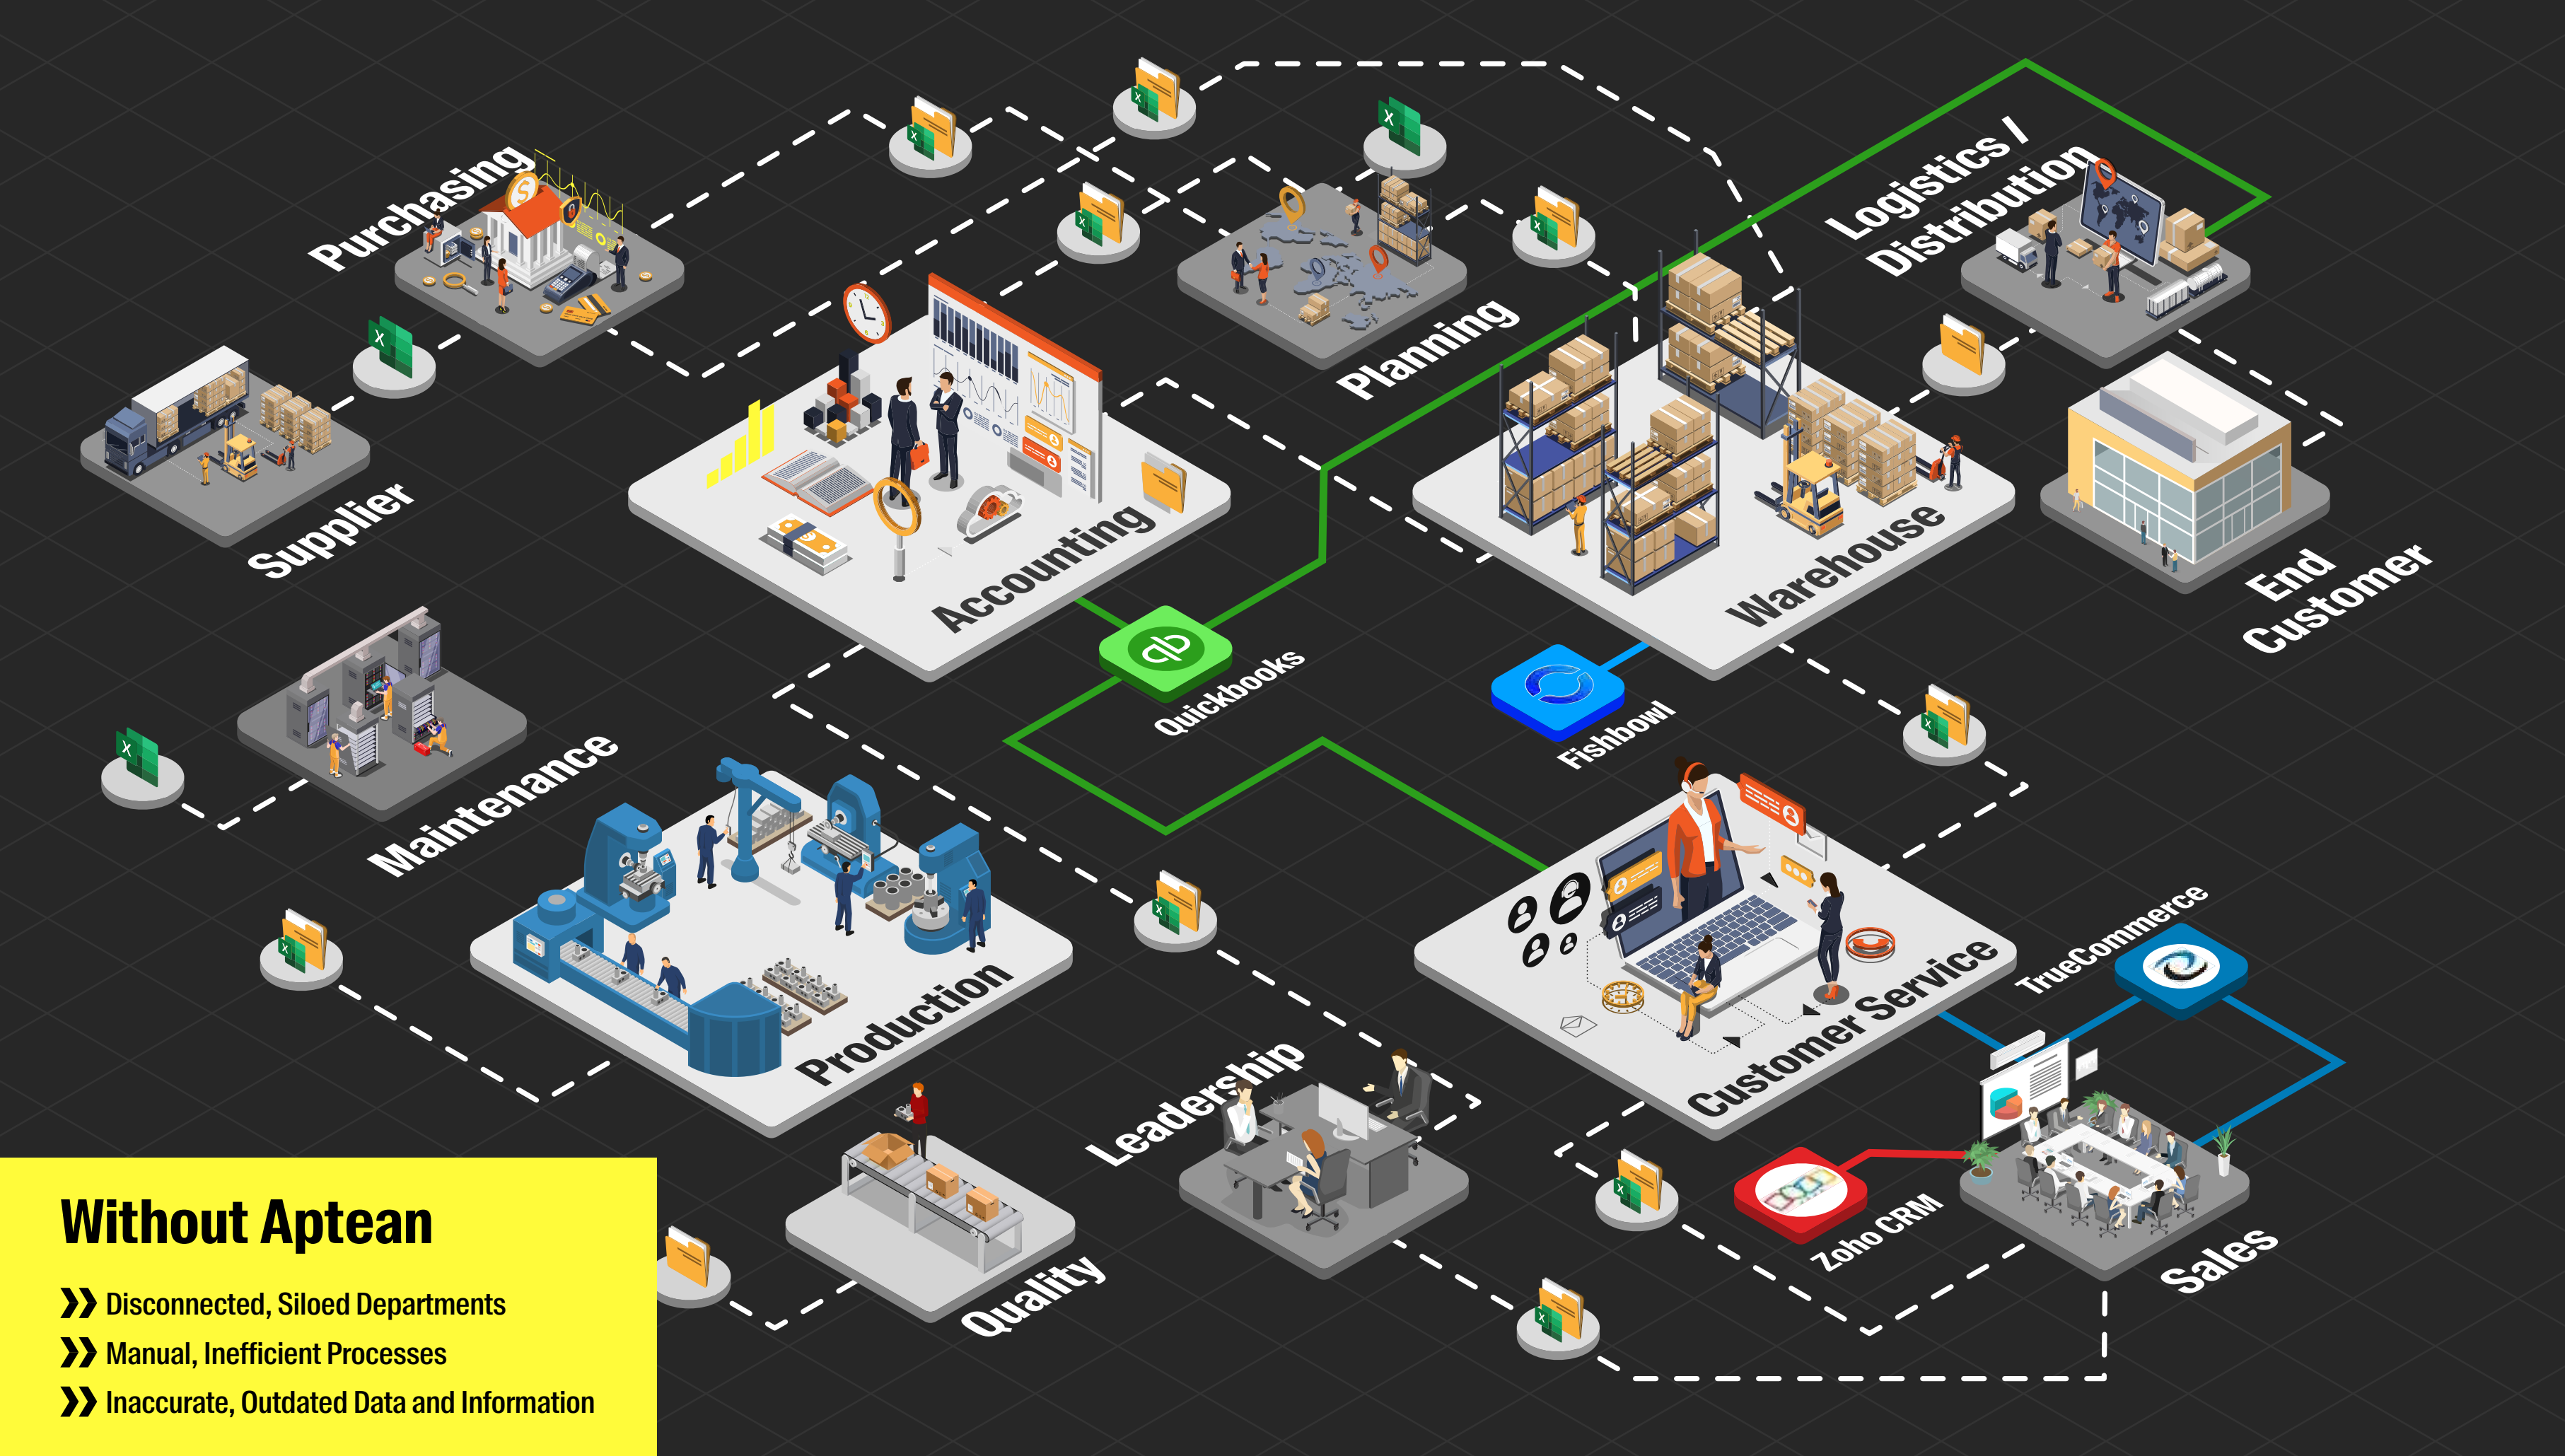 Purchasing
Logistics /
Distribution
Planning
Supplier
Accounting
Warehouse
End
Customer
Quickbooks
Fishbowl
Maintenance
Production
Customer Service
TrueCommerce
Leadership
Zoho CRM
Sales
Quality
Without Aptean
Disconnected, Siloed Departments
Manual, Inefficient Processes
Inaccurate, Outdated Data and Information